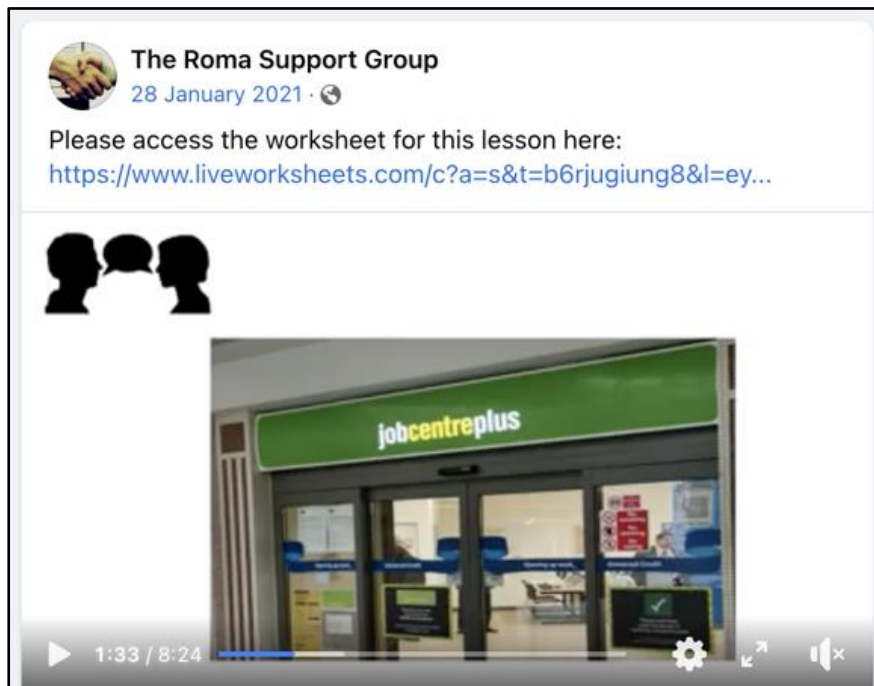 The Roma Support Group
28 January 2021 ·
Please access the worksheet for this lesson here:
https://www.liveworksheets.com/c?a=s&t=b6rjugiung8&l=ey...
jobcentreplus
1:33 / 8:24